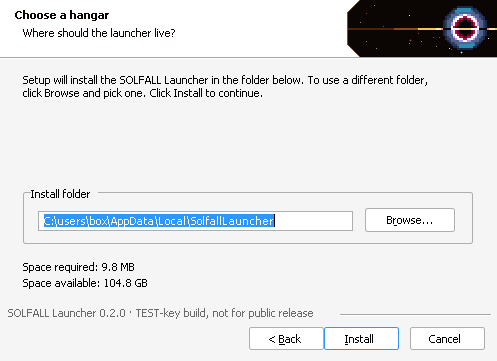 Choose a hangar
Where should the launcher live?
Setup will install the SOLFALL Launcher in the folder below. To use a different folder,
click Browse and pick one. Click Install to continue.
Install folder
C:\users\box\AppData\Local\SolfallLauncher
Browse...
Space required: 9.8 MB
Space available: 104.8 GB
SOLFALL Launcher 0.2.0 · TEST-key build, not for public release
< Back
Install
Cancel